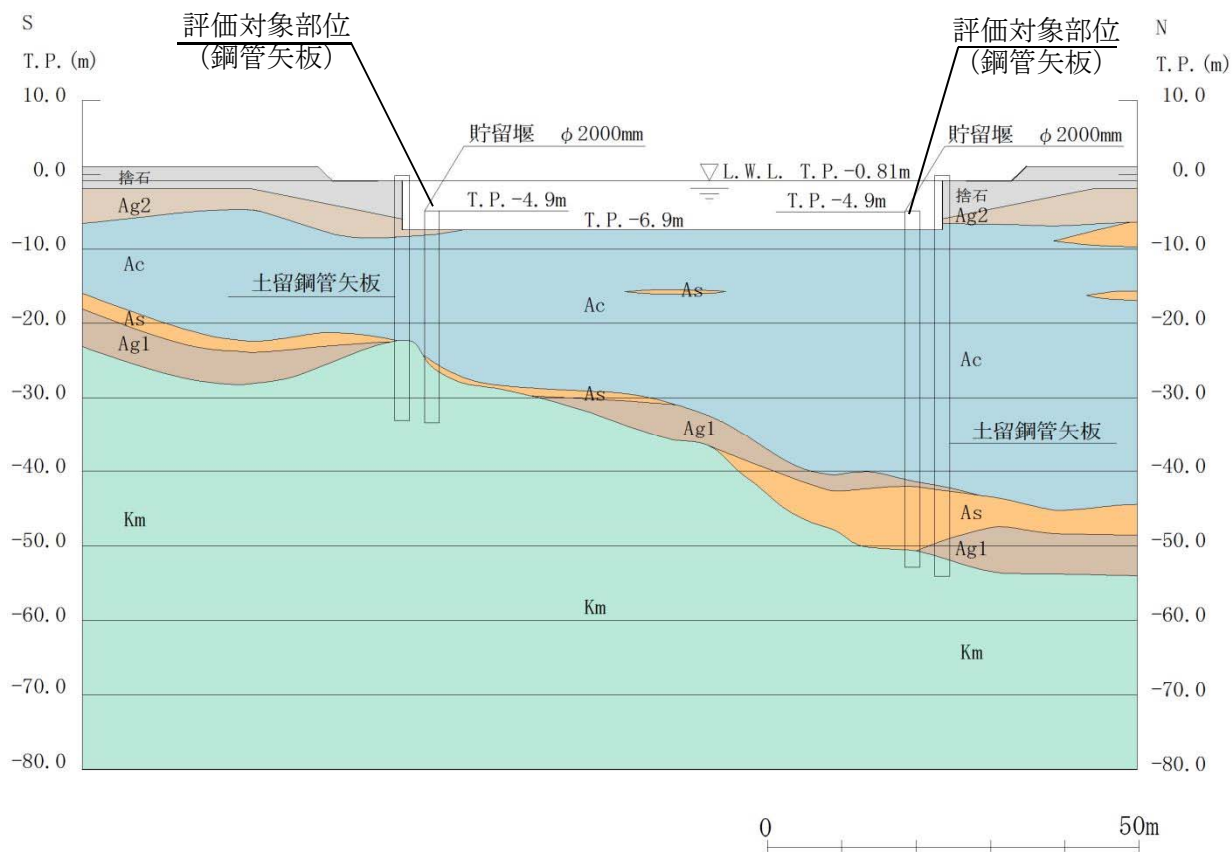 S
T.P.(m)
評価対象部位
(鋼管矢板)
評価対象部位
(鋼管矢板)
N
T.P.(m)
10.0
10.0
貯留堰 φ2000mm
貯留堰 φ2000mm
0.0
0.0
L.W.L. T.P.-0.81m
捨石
捨石
T.P.-4.9m
T.P.-4.9m
T.P.-6.9m
Ag2
Ag2
-10.0
-10.0
Ac
土留鋼管矢板
As
Ac
-20.0
-20.0
As
Ag1
Ac
-30.0
-30.0
As
Ag1
土留鋼管矢板
-40.0
-40.0
Km
As
-50.0
-50.0
Ag1
Km
-60.0
-60.0
Km
-70.0
-70.0
-80.0
-80.0
0
50m